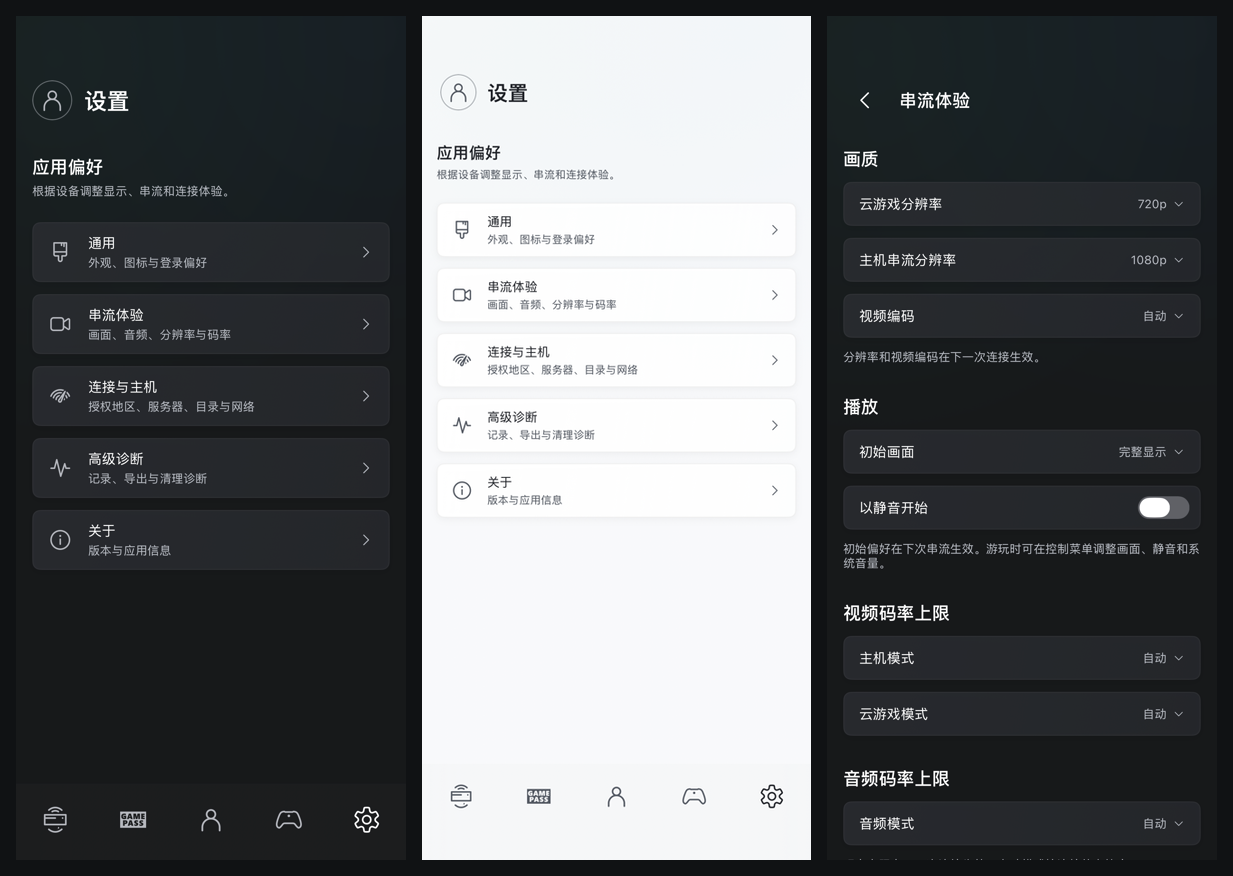 设置
应用偏好
根据设备调整显示、串流和连接体验。
通用
外观、图标与登录偏好
串流体验
画面、音频、分辨率与码率
连接与主机
授权地区、服务器、目录与网络
高级诊断
记录、导出与清理诊断
关于
版本与应用信息
GAME
PASS
设置
应用偏好
根据设备调整显示、串流和连接体验。
通用
外观、图标与登录偏好
串流体验
画面、音频、分辨率与码率
连接与主机
授权地区、服务器、目录与网络
高级诊断
记录、导出与清理诊断
关于
版本与应用信息
GAME
PASS
串流体验
画质
云游戏分辨率 720p
主机串流分辨率 1080p
视频编码 自动
分辨率和视频编码在下一次连接生效。
播放
初始画面 完整显示
以静音开始
初始偏好在下次串流生效。游玩时可在控制菜单调整画面、静音和系
统音量。
视频码率上限
主机模式 自动
云游戏模式 自动
音频码率上限
音频模式 自动